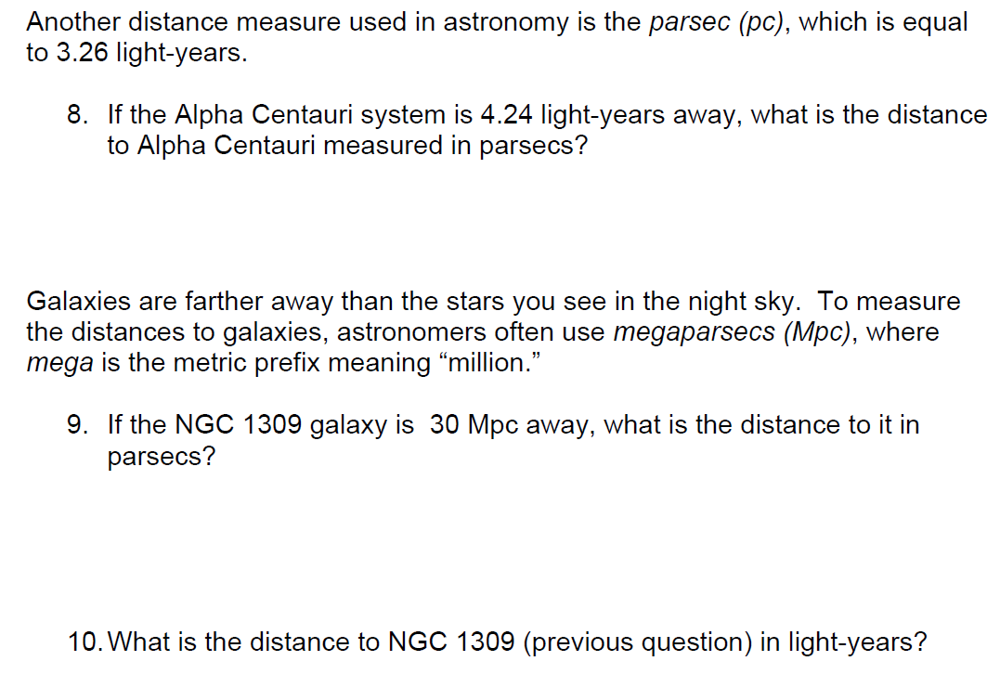 Another distance measure used in astronomy is the parsec (pc), which is equal
to 3.26 light-years.
8. If the Alpha Centauri system is 4.24 light-years away, what is the distance
to Alpha Centauri measured in parsecs?
Galaxies are farther away than the stars you see in the night sky.  To measure
the distances to galaxies, astronomers often use megaparsecs (Mpc), where
mega is the metric prefix meaning “million.”
9. If the NGC 1309 galaxy is  30 Mpc away, what is the distance to it in
parsecs?
10. What is the distance to NGC 1309 (previous question) in light-years?